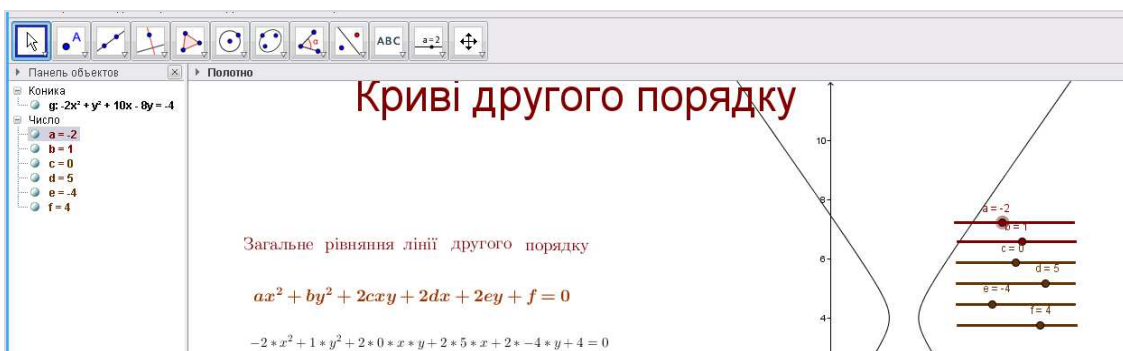 ABC
a=2
Панель объектов
Полотно
Коника
g: -2x² + y² + 10x - 8y = -4
Число
a = -2
b = 1
c = 0
d = 5
e = -4
f = 4
Криві другого порядку
Загальне рівняння лінії другого порядку
ax² + by² + 2cxy + 2dx + 2ey + f = 0
−2 * x² + 1 * y² + 2 * 0 * x * y + 2 * 5 * x + 2 * −4 * y + 4 = 0
10
8
6
4
a = -2
b = 1
c = 0
d = 5
e = -4
f = 4